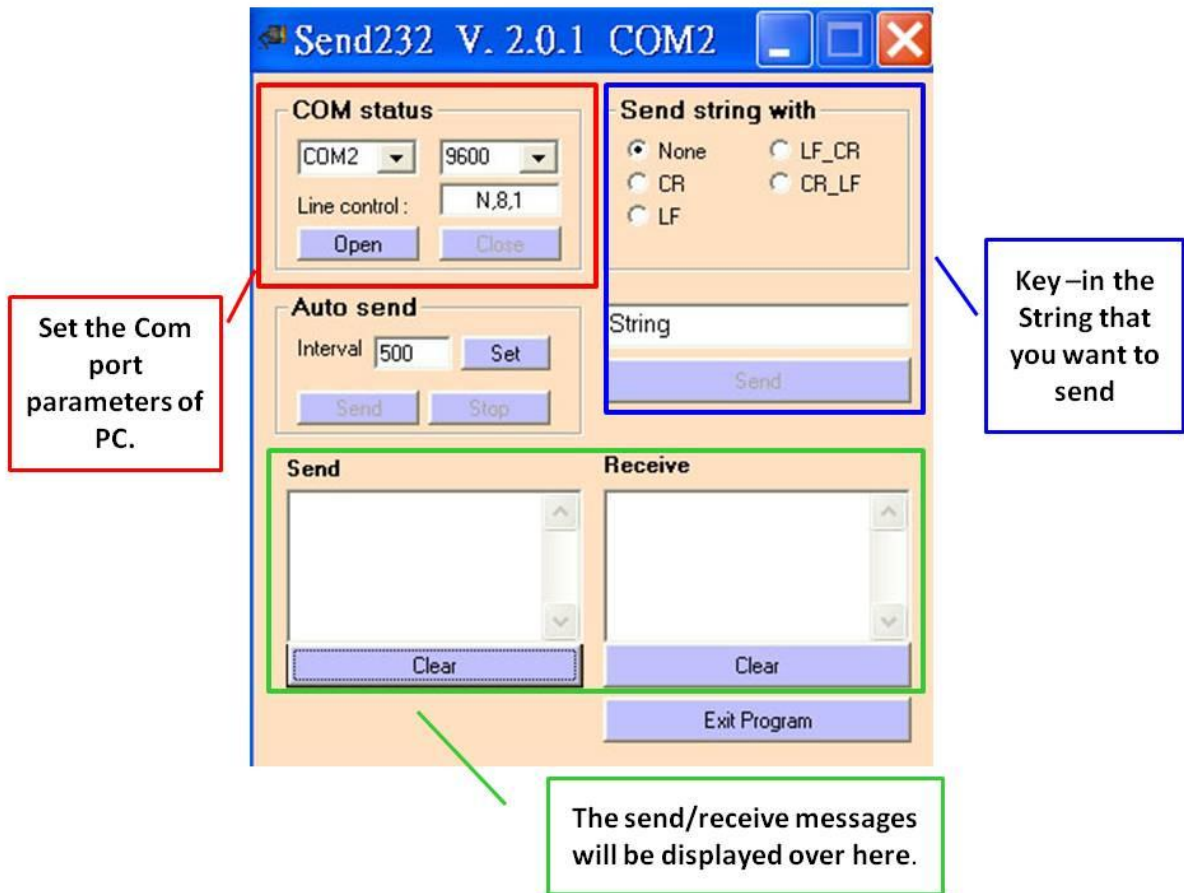 Send232 V. 2.0.1 COM2
COM status
COM2
9600
Line control :
N,8,1
Open
Close
Send string with
None
LF_CR
CR
CR_LF
LF
String
Send
Auto send
Interval
500
Set
Send
Stop
Set the Com
port
parameters of
PC.
Key –in the
String that
you want to
send
Send
Receive
Clear
Clear
Exit Program
The send/receive messages
will be displayed over here.